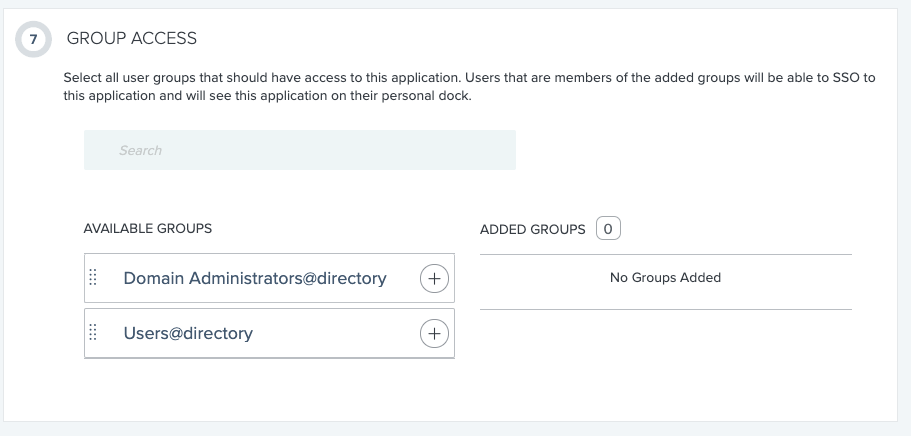 7 GROUP ACCESS
Select all user groups that should have access to this application. Users that are members of the added groups will be able to SSO to
this application and will see this application on their personal dock.
Search
AVAILABLE GROUPS
Domain Administrators@directory
Users@directory
ADDED GROUPS 0
No Groups Added